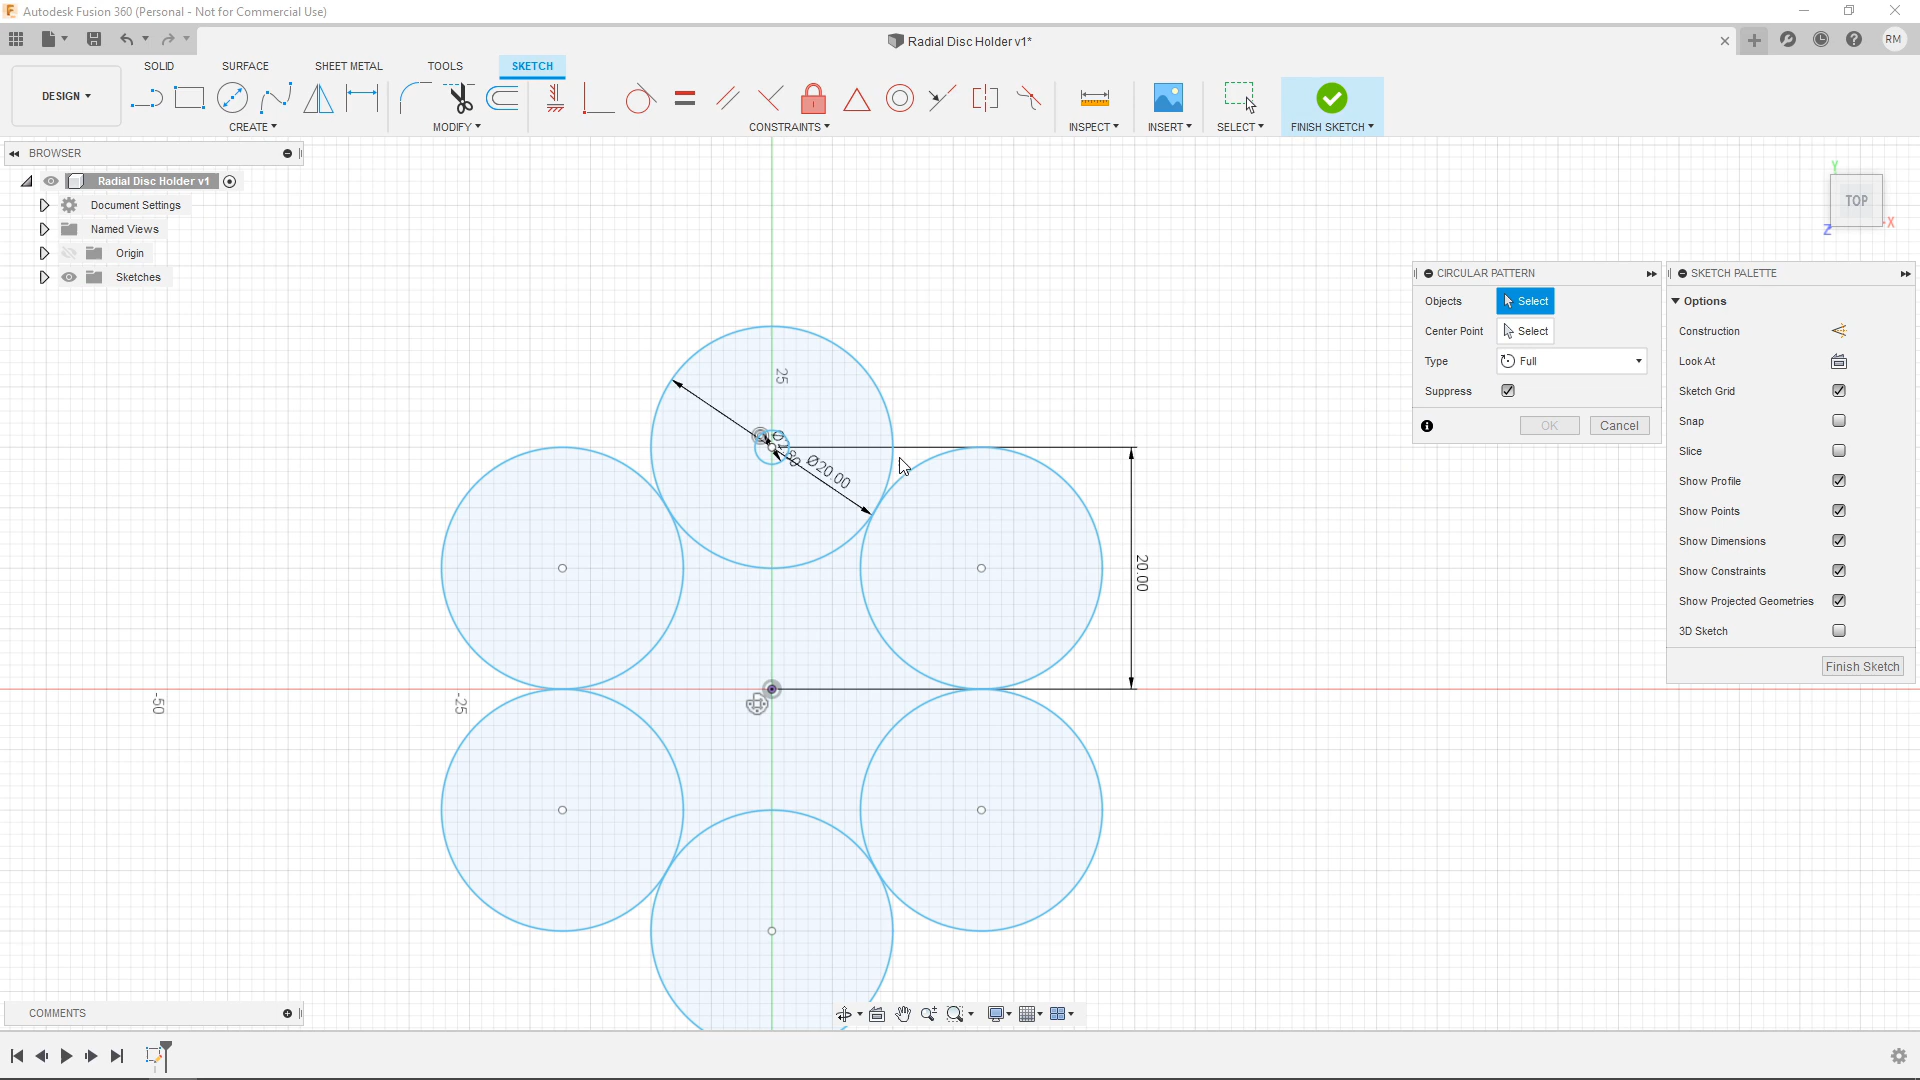 Autodesk Fusion 360 (Personal - Not for Commercial Use)
Radial Disc Holder v1*
RM
DESIGN
SOLID
SURFACE
SHEET METAL
TOOLS
SKETCH
CREATE
MODIFY
CONSTRAINTS
INSPECT
INSERT
SELECT
FINISH SKETCH
BROWSER
Radial Disc Holder v1
Document Settings
Named Views
Origin
Sketches
Y
TOP
X
Z
CIRCULAR PATTERN
Objects
Select
Center Point
Select
Type
Full
Suppress
OK
Cancel
SKETCH PALETTE
Options
Construction
Look At
Sketch Grid
Snap
Slice
Show Profile
Show Points
Show Dimensions
Show Constraints
Show Projected Geometries
3D Sketch
Finish Sketch
25
Ø20.00
20.00
-50
-25
COMMENTS